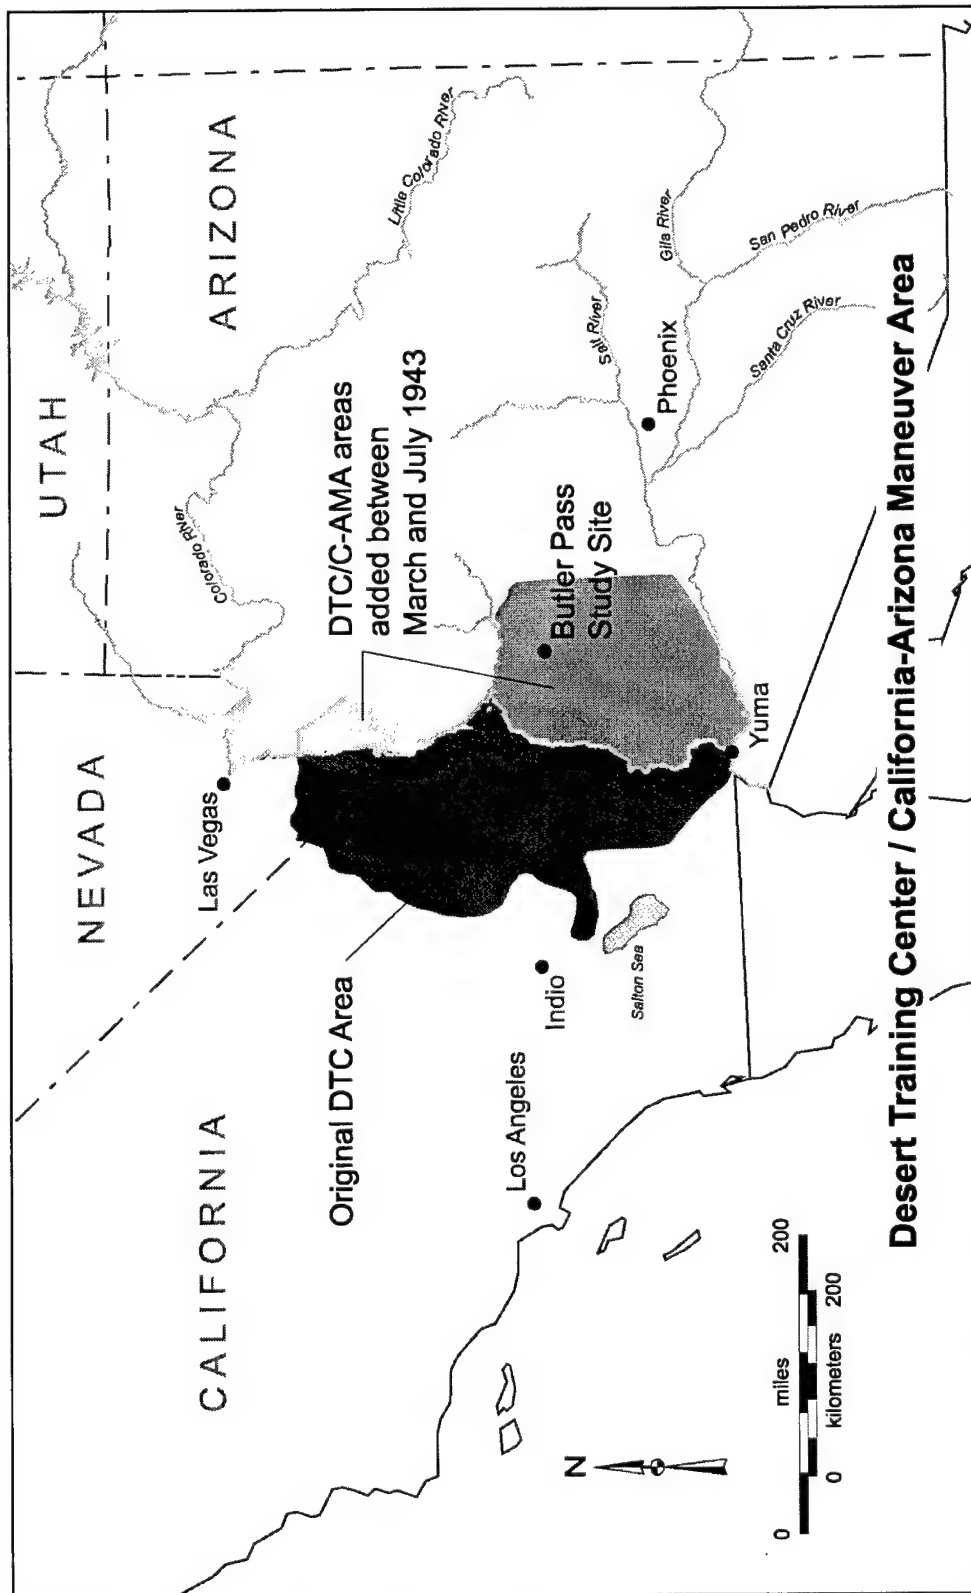 UTAH
NEVADA
ARIZONA
CALIFORNIA
Colorado River
Little Colorado River
Las Vegas
DTC/C-AMA areas
added between
March and July 1943
Original DTC Area
Butler Pass
Study Site
Los Angeles
Indio
Salton Sea
Salt River
Gila River
Phoenix
San Pedro River
Santa Cruz River
Yuma
N
0 miles 200
0 kilometers 200
Desert Training Center / California-Arizona Maneuver Area